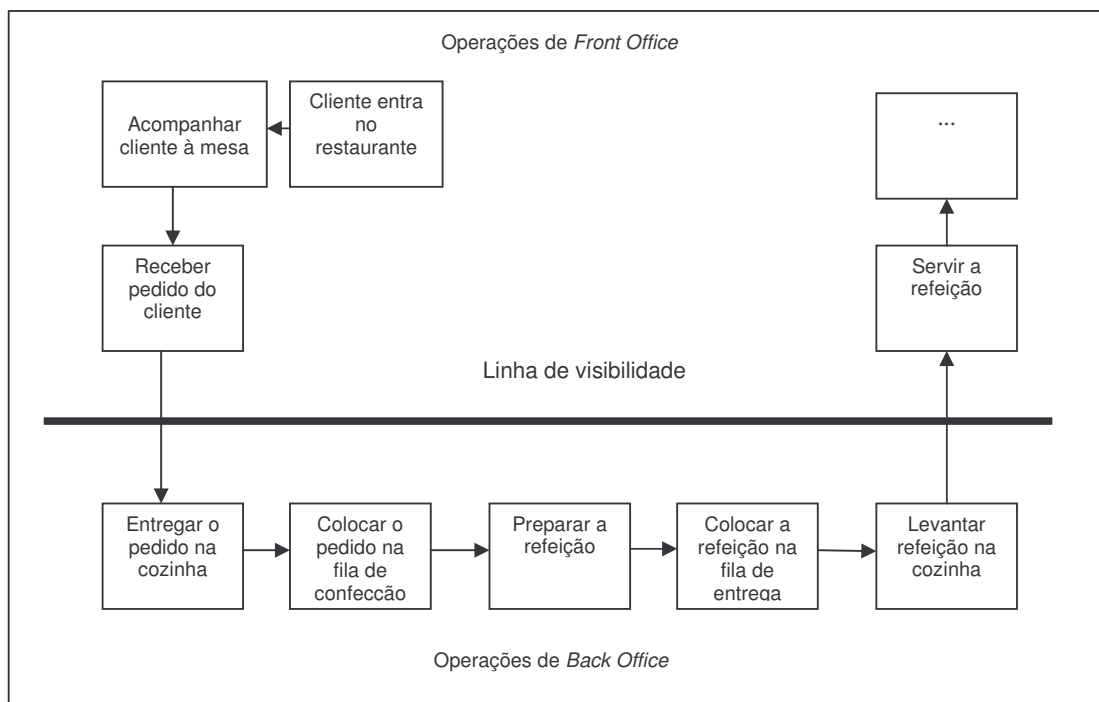 Operações de Front Office
Acompanhar
cliente à mesa
Cliente entra
no
restaurante
...
Receber
pedido do
cliente
Servir a
refeição
Linha de visibilidade
Entregar o
pedido na
cozinha
Colocar o
pedido na
fila de
confecção
Preparar a
refeição
Colocar a
refeição na
fila de
entrega
Levantar
refeição na
cozinha
Operações de Back Office